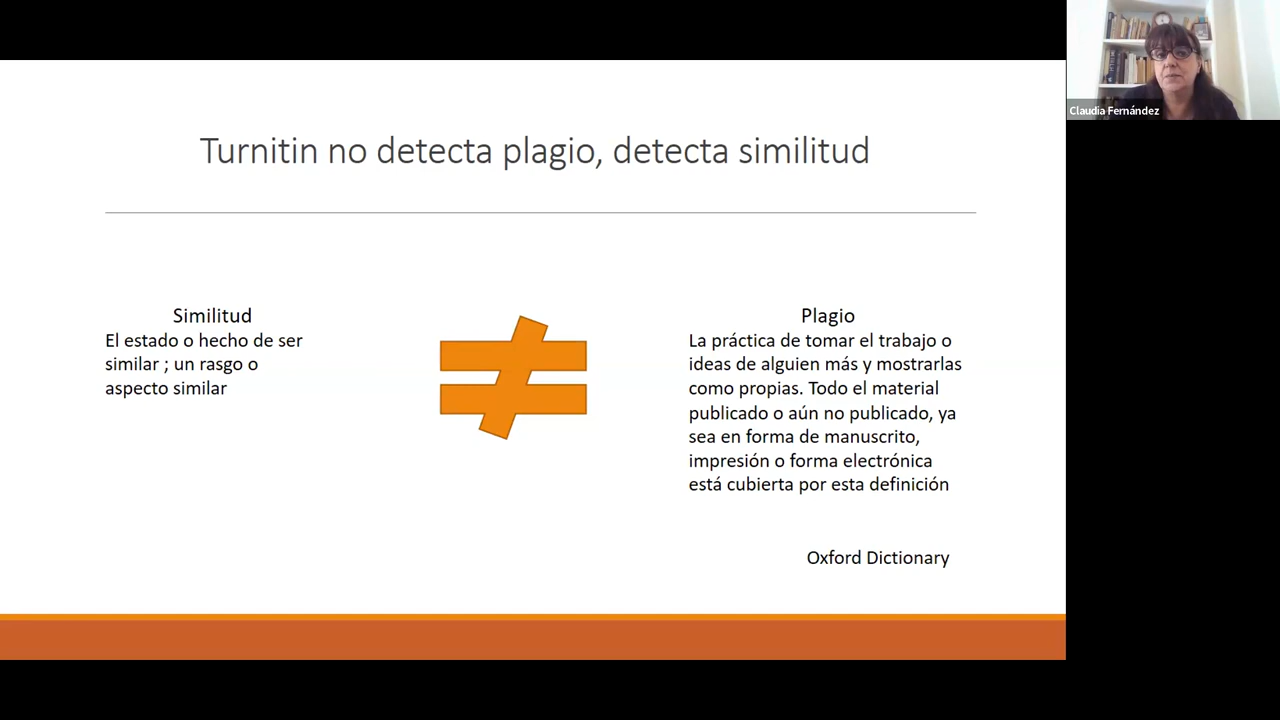 Claudia Fernández
Turnitin no detecta plagio, detecta similitud
Similitud
El estado o hecho de ser
similar ; un rasgo o
aspecto similar
Plagio
La práctica de tomar el trabajo o
ideas de alguien más y mostrarlas
como propias. Todo el material
publicado o aún no publicado, ya
sea en forma de manuscrito,
impresión o forma electrónica
está cubierta por esta definición
Oxford Dictionary